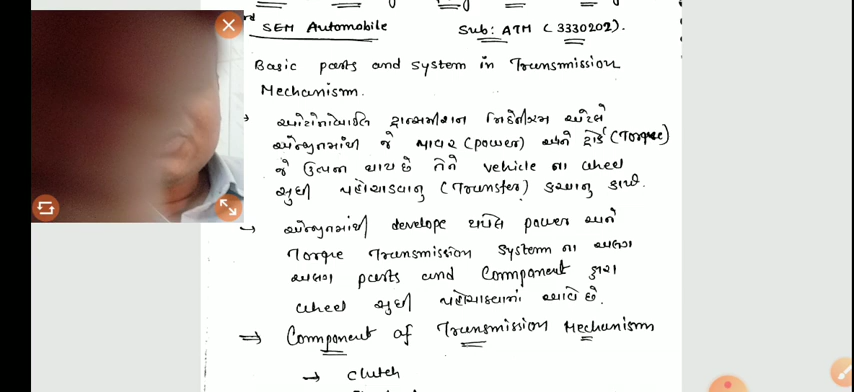 SEM Automobile Sub: ATM (3330202).
Basic parts and system in Transmission
Mechanism.
ઓટોમોબાઈલ ટ્રાન્સમીશન મિકેનીઝમ એટલે
એન્જીનમાંથી જે પાવર (power) અને ટોર્ક (Torque)
જે ઉત્પન્ન થાય છે તેને vehicle ના wheel
સુધી પહોચાડવાનુ (Transfer) કરવાનુ કાર્ય.
→ એન્જીનમાંથી develope થયેલ power અને
Torque Transmission System ના અલગ
અલગ parts and Component દ્વારા
wheel સુધી પહોચાડવામાં આવે છે.
⇒ Component of Transmission Mechanism
→ Clutch